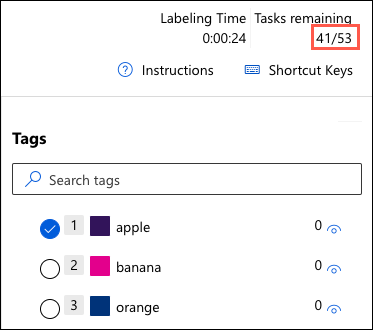 Labeling Time Tasks remaining
0:00:24 41/53
Instructions Shortcut Keys
Tags
Search tags
1 apple 0
2 banana 0
3 orange 0